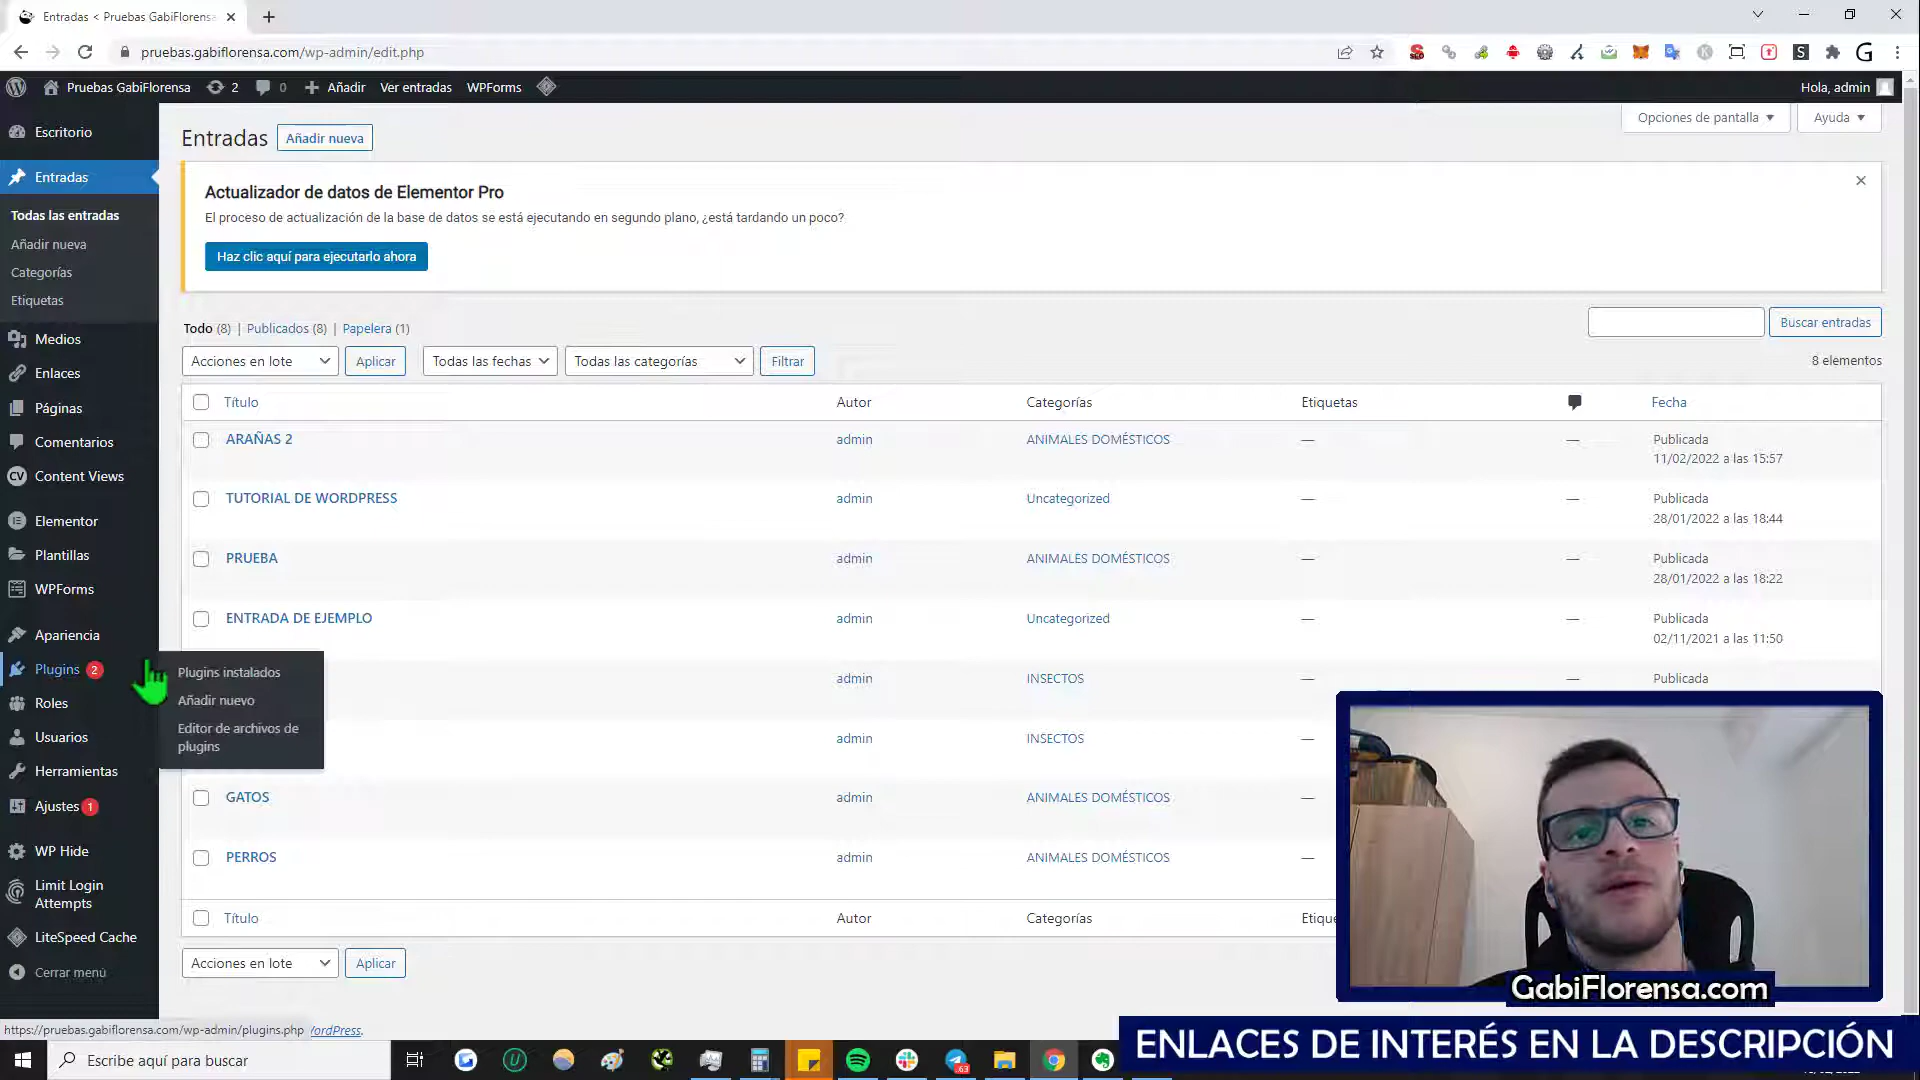 Entradas < Pruebas GabiFlorensa
pruebas.gabiflorensa.com/wp-admin/edit.php
Pruebas GabiFlorensa 2 0 Añadir Ver entradas WPForms
Hola, admin
Escritorio
Entradas
Todas las entradas
Añadir nueva
Categorías
Etiquetas
Medios
Enlaces
Páginas
Comentarios
CV Content Views
Elementor
Plantillas
WPForms
Apariencia
Plugins 2
Roles
Usuarios
Herramientas
Ajustes 1
WP Hide
Limit Login
Attempts
LiteSpeed Cache
Cerrar menú
Plugins instalados
Añadir nuevo
Editor de archivos de
plugins
Entradas Añadir nueva
Opciones de pantalla Ayuda
Actualizador de datos de Elementor Pro
El proceso de actualización de la base de datos se está ejecutando en segundo plano, ¿está tardando un poco?
Haz clic aquí para ejecutarlo ahora
Todo (8) | Publicados (8) | Papelera (1)
Buscar entradas
Acciones en lote Aplicar Todas las fechas Todas las categorías Filtrar
8 elementos
Título Autor Categorías Etiquetas Fecha
ARAÑAS 2 admin ANIMALES DOMÉSTICOS — — Publicada
11/02/2022 a las 15:57
TUTORIAL DE WORDPRESS admin Uncategorized — — Publicada
28/01/2022 a las 18:44
PRUEBA admin ANIMALES DOMÉSTICOS — — Publicada
28/01/2022 a las 18:22
ENTRADA DE EJEMPLO admin Uncategorized — — Publicada
02/11/2021 a las 11:50
admin INSECTOS — — Publicada
admin INSECTOS —
GATOS admin ANIMALES DOMÉSTICOS —
PERROS admin ANIMALES DOMÉSTICOS —
Título Autor Categorías Etique
Acciones en lote Aplicar
GabiFlorensa.com
https://pruebas.gabiflorensa.com/wp-admin/plugins.php ordPress.
ENLACES DE INTERÉS EN LA DESCRIPCIÓN
Escribe aquí para buscar
63